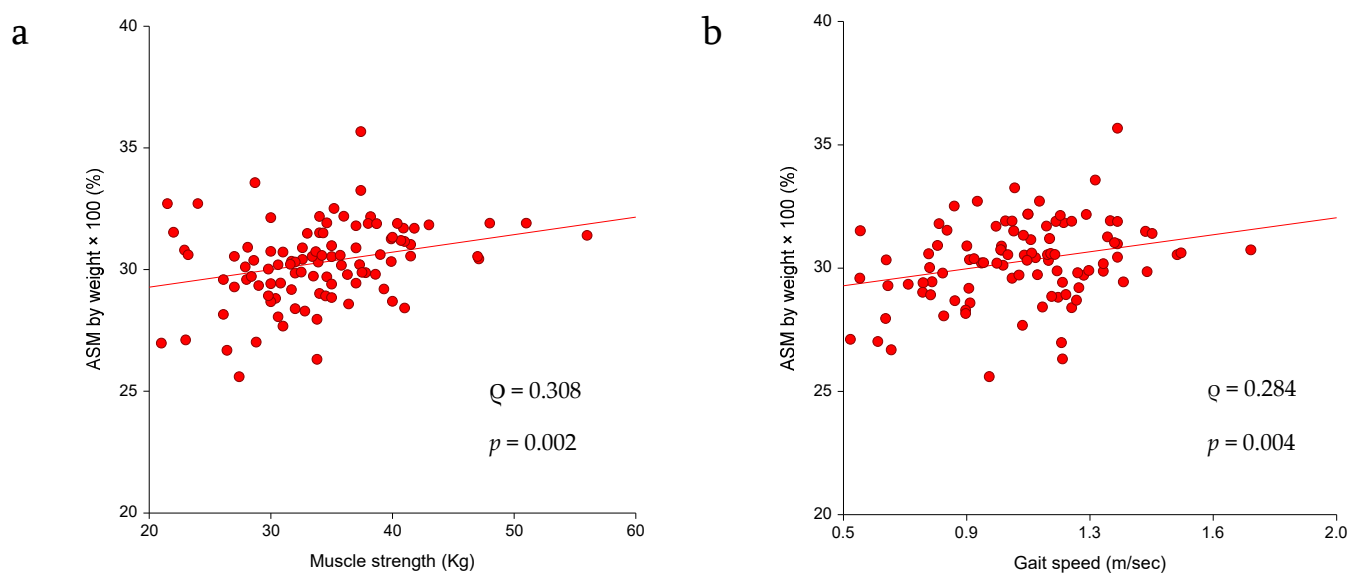 a
40
35
30
25
20
ASM by weight × 100 (%)
ϱ = 0.308
p = 0.002
20
30
40
50
60
Muscle strength (Kg)
b
40
35
30
25
20
ASM by weight × 100 (%)
ϱ = 0.284
p = 0.004
0.5
0.9
1.3
1.6
2.0
Gait speed (m/sec)